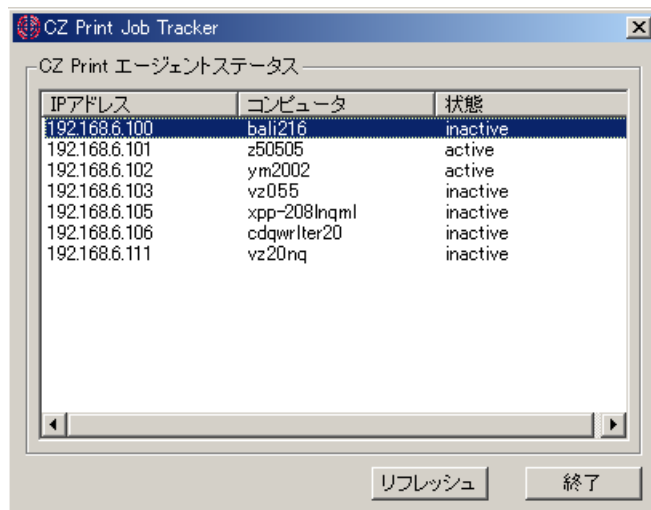 CZ Print Job Tracker
CZ Print エージェントステータス
IPアドレス コンピュータ 状態
192.168.6.100 bali216 inactive
192.168.6.101 z50505 active
192.168.6.102 ym2002 active
192.168.6.103 vz055 inactive
192.168.6.105 xpp-208lnqml inactive
192.168.6.106 cdqwrlter20 inactive
192.168.6.111 vz20nq inactive
リフレッシュ 終了